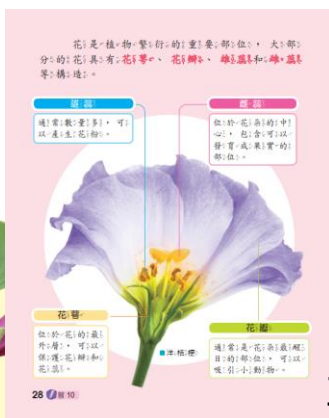 花是植物繁衍的重要部位，大部
分的花具有花萼、花瓣、雄蕊和雌蕊
等構造。
雄蕊
通常數量多，可
以產生花粉。
雌蕊
位於花朵的中
心，包含可以
發育成果實的
部位。
花萼
位於花的最
外層，可以
保護花瓣和
花蕊。
洋桔梗
花瓣
通常是花朵最醒
目的部位，可以
吸引小動物。
28 習 10